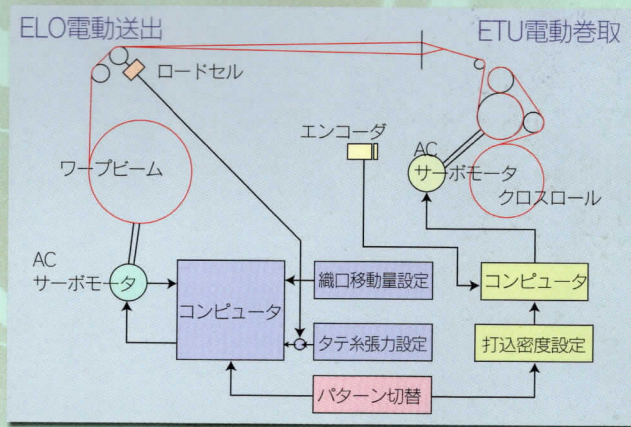 ELO電動送出
ETU電動巻取
ロードセル
エンコーダ
AC
サーボモータ
ワープビーム
クロスロール
AC
サーボモータ
コンピュータ
織口移動量設定
コンピュータ
タテ糸張力設定
打込密度設定
パターン切替